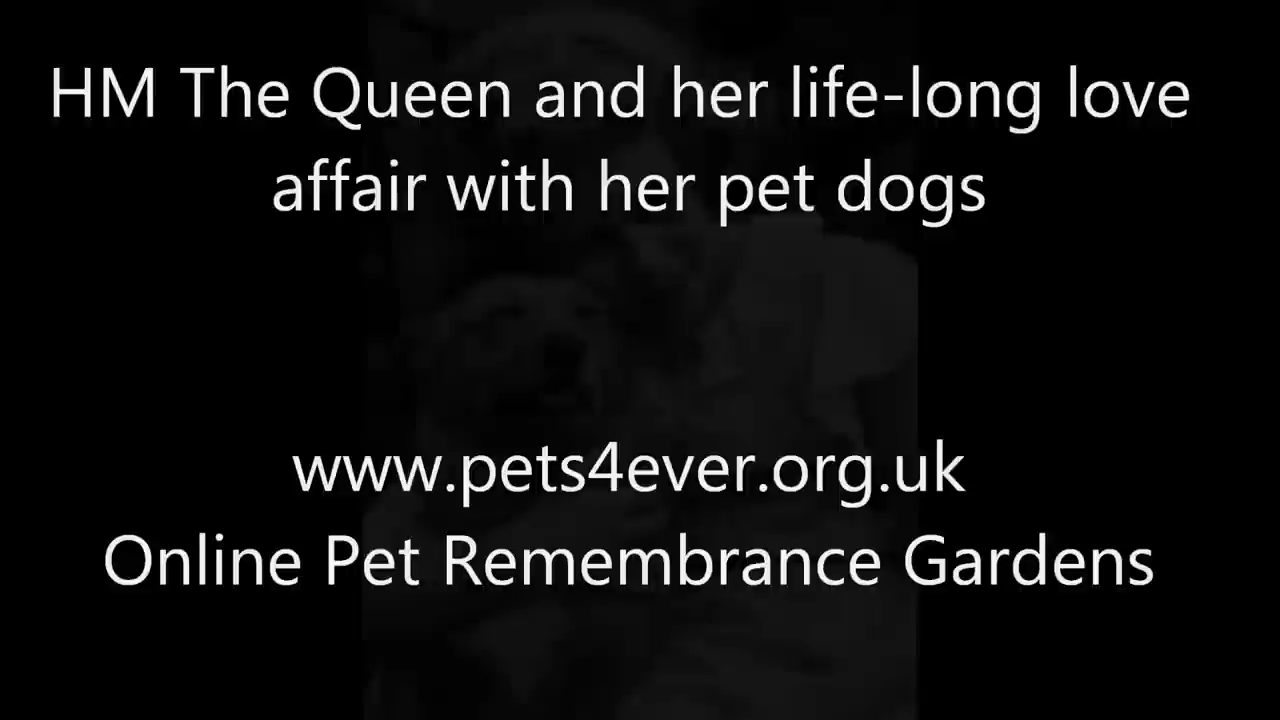 HM The Queen and her life-long love
affair with her pet dogs
www.pets4ever.org.uk
Online Pet Remembrance Gardens